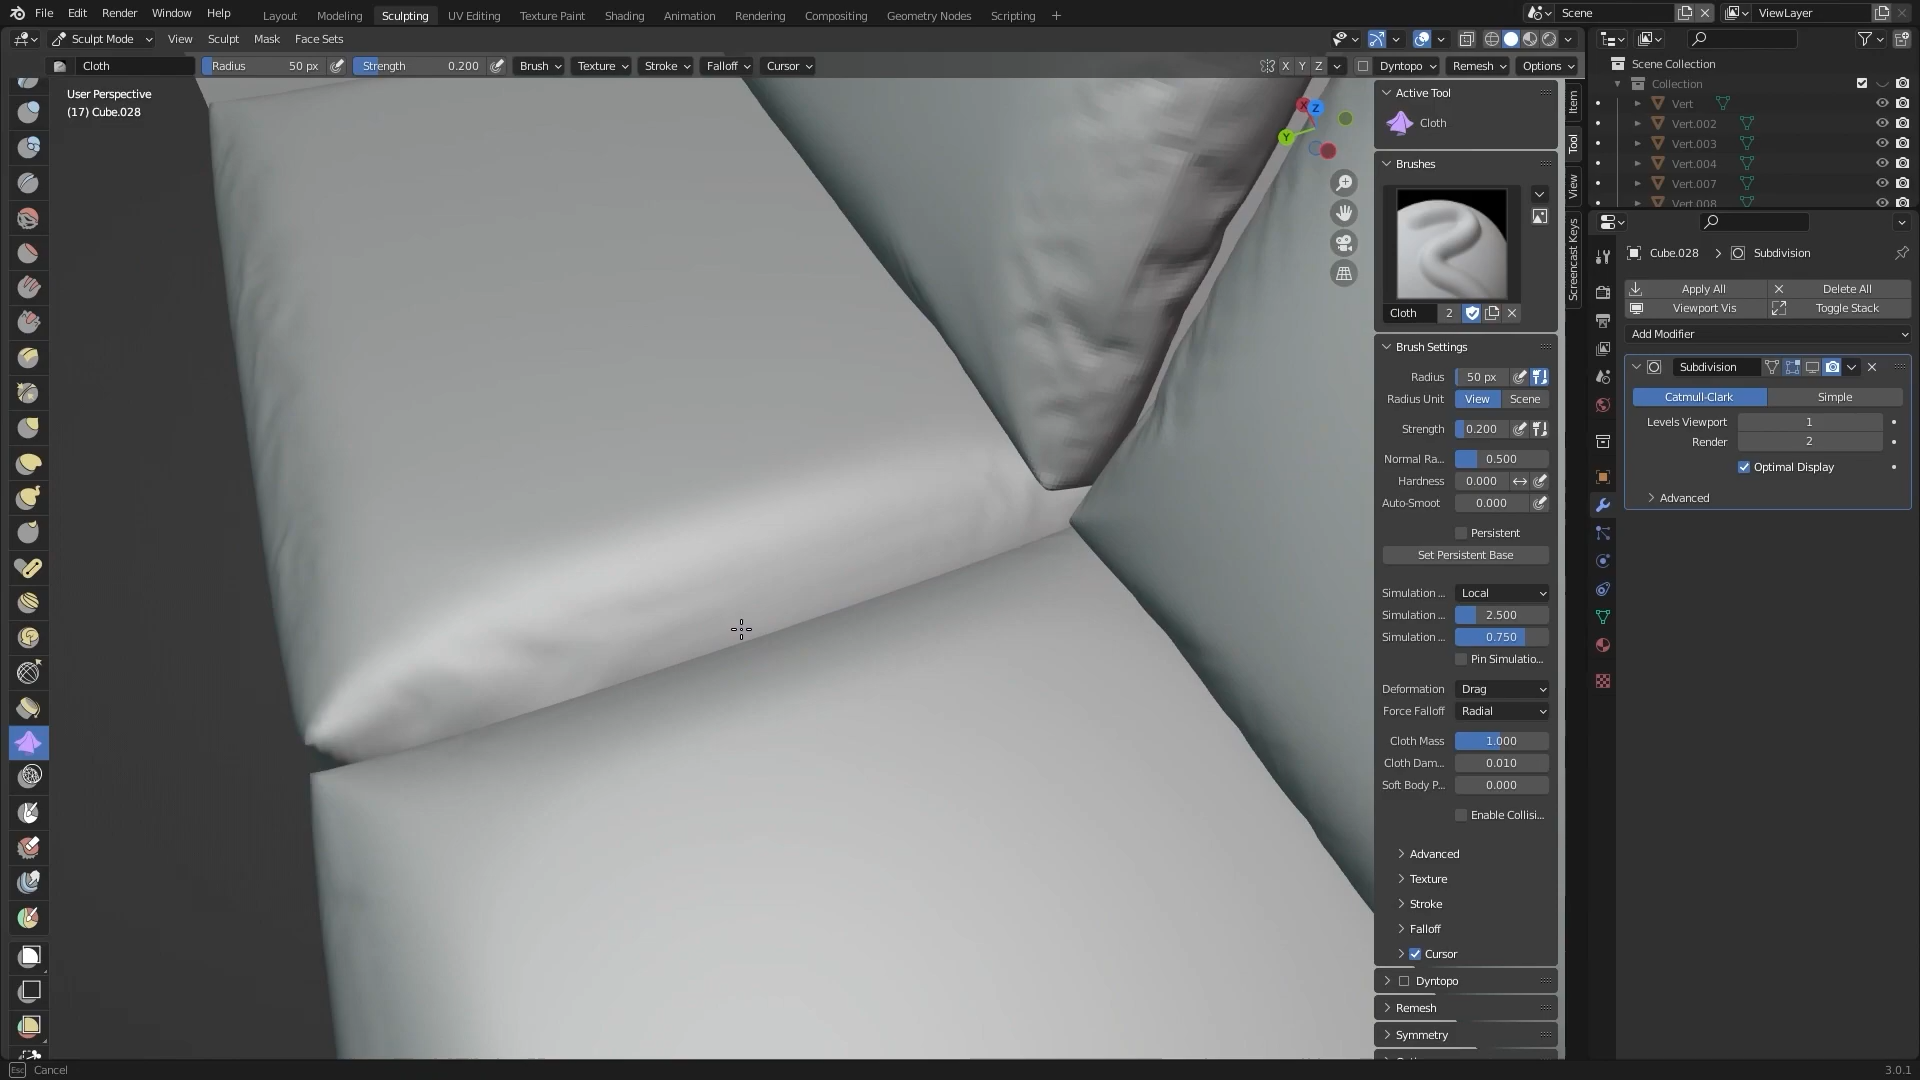 File Edit Render Window Help Layout Modeling Sculpting UV Editing Texture Paint Shading Animation Rendering Compositing Geometry Nodes Scripting + Scene ViewLayer
Sculpt Mode View Sculpt Mask Face Sets
Cloth Radius 50 px Strength 0.200 Brush Texture Stroke Falloff Cursor X Y Z Dyntopo Remesh Options
User Perspective
(17) Cube.028
X Z
Y
Active Tool
Cloth
Brushes
Cloth 2
Brush Settings
Radius 50 px
Radius Unit View Scene
Strength 0.200
Normal Ra... 0.500
Hardness 0.000
Auto-Smoot 0.000
Persistent
Set Persistent Base
Simulation ... Local
Simulation ... 2.500
Simulation ... 0.750
Pin Simulatio...
Deformation Drag
Force Falloff Radial
Cloth Mass 1.000
Cloth Dam... 0.010
Soft Body P... 0.000
Enable Collisi...
Advanced
Texture
Stroke
Falloff
Cursor
Dyntopo
Remesh
Symmetry
Item
Tool
View
Screencast Keys
Scene Collection
Collection
Vert
Vert.002
Vert.003
Vert.004
Vert.007
Vert.008
Cube.028 > Subdivision
Apply All Delete All
Viewport Vis Toggle Stack
Add Modifier
Subdivision
Catmull-Clark Simple
Levels Viewport 1
Render 2
Optimal Display
Advanced
Esc Cancel
3.0.1